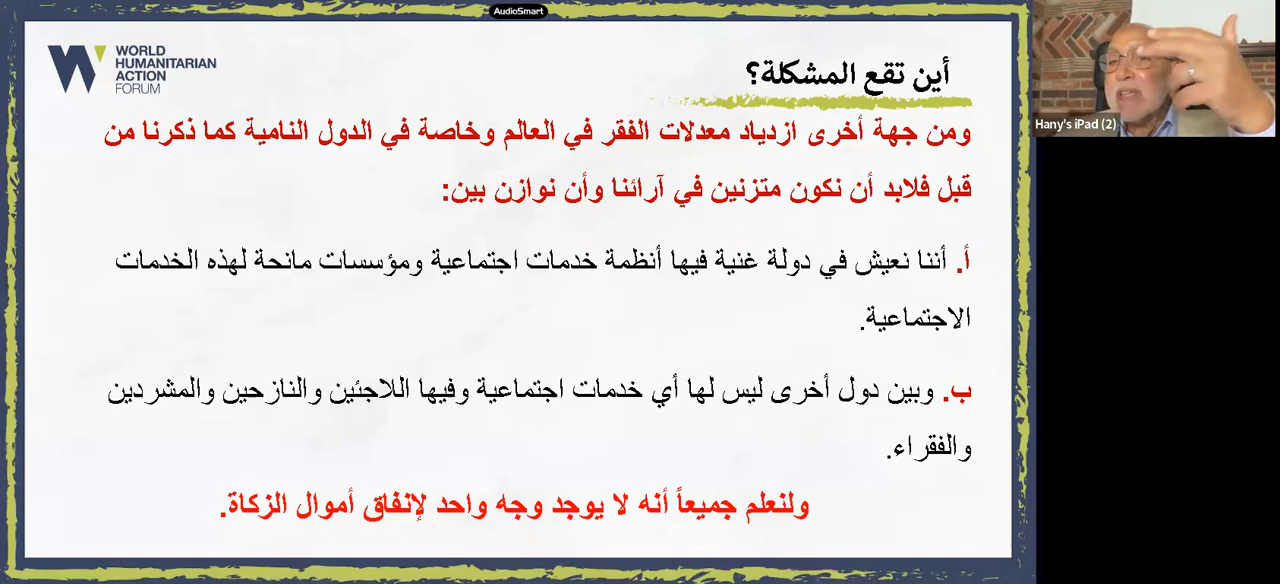 AudioSmart
WORLD
HUMANITARIAN
ACTION
FORUM
أين تقع المشكلة؟
ومن جهة أخرى ازدياد معدلات الفقر في العالم وخاصة في الدول النامية كما ذكرنا من
قبل فلابد أن نكون متزنين في آرائنا وأن نوازن بين:
أ. أننا نعيش في دولة غنية فيها أنظمة خدمات اجتماعية ومؤسسات مانحة لهذه الخدمات
الاجتماعية.
ب. وبين دول أخرى ليس لها أي خدمات اجتماعية وفيها اللاجئين والنازحين والمشردين
والفقراء.
ولنعلم جميعاً أنه لا يوجد وجه واحد لإنفاق أموال الزكاة.
Hany's iPad (2)